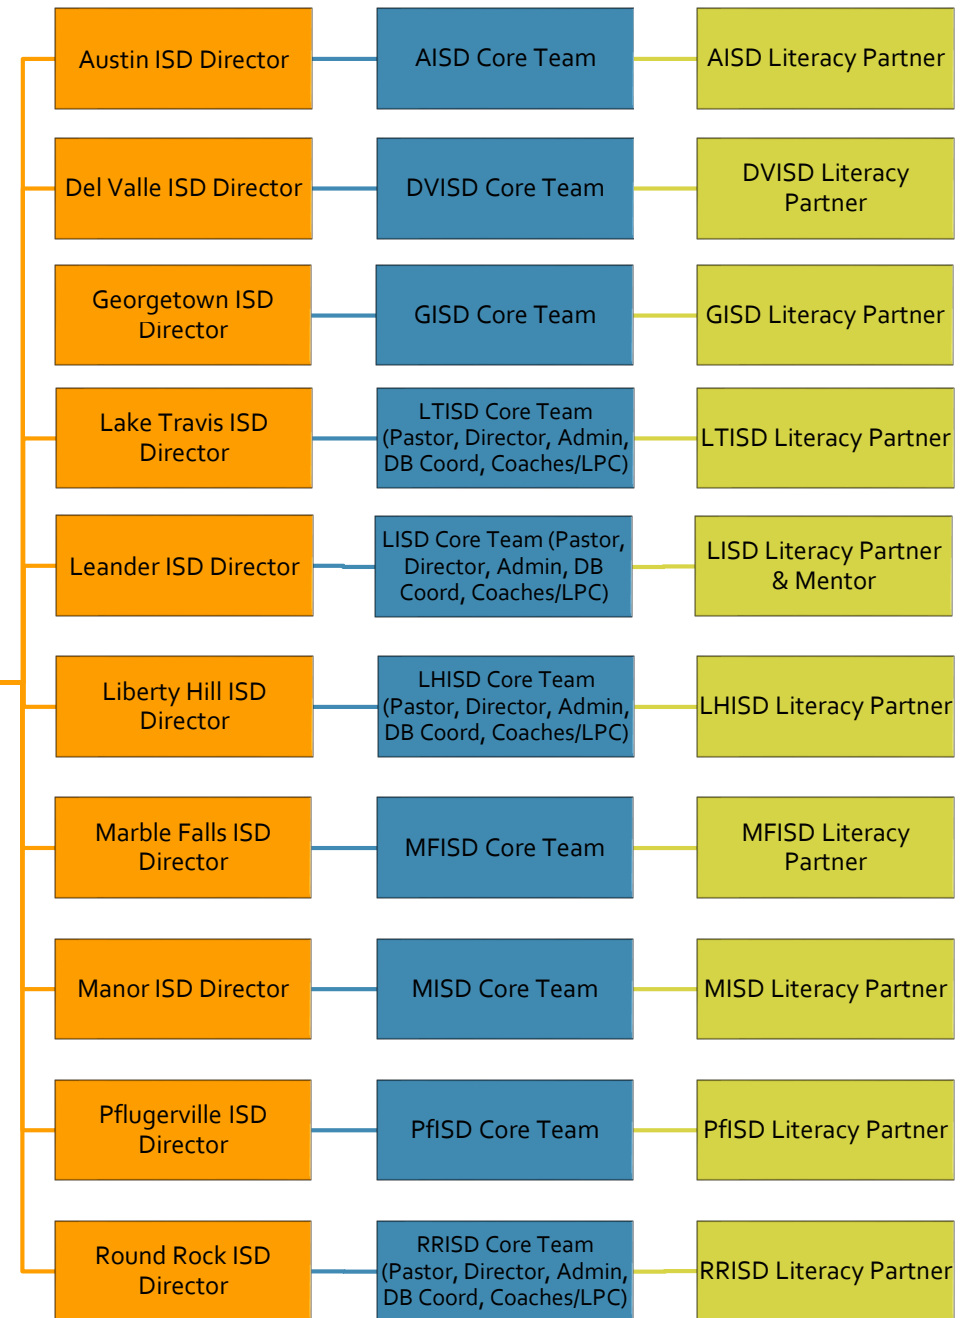 Austin ISD Director
AISD Core Team
AISD Literacy Partner
Del Valle ISD Director
DVISD Core Team
DVISD Literacy
Partner
Georgetown ISD
Director
GISD Core Team
GISD Literacy Partner
Lake Travis ISD
Director
LTISD Core Team
(Pastor, Director, Admin,
DB Coord, Coaches/LPC)
LTISD Literacy Partner
Leander ISD Director
LISD Core Team (Pastor,
Director, Admin, DB
Coord, Coaches/LPC)
LISD Literacy Partner
& Mentor
Liberty Hill ISD
Director
LHISD Core Team
(Pastor, Director, Admin,
DB Coord, Coaches/LPC)
LHISD Literacy Partner
Marble Falls ISD
Director
MFISD Core Team
MFISD Literacy
Partner
Manor ISD Director
MISD Core Team
MISD Literacy Partner
Pflugerville ISD
Director
PfISD Core Team
PfISD Literacy Partner
Round Rock ISD
Director
RRISD Core Team
(Pastor, Director, Admin,
DB Coord, Coaches/LPC)
RRISD Literacy Partner